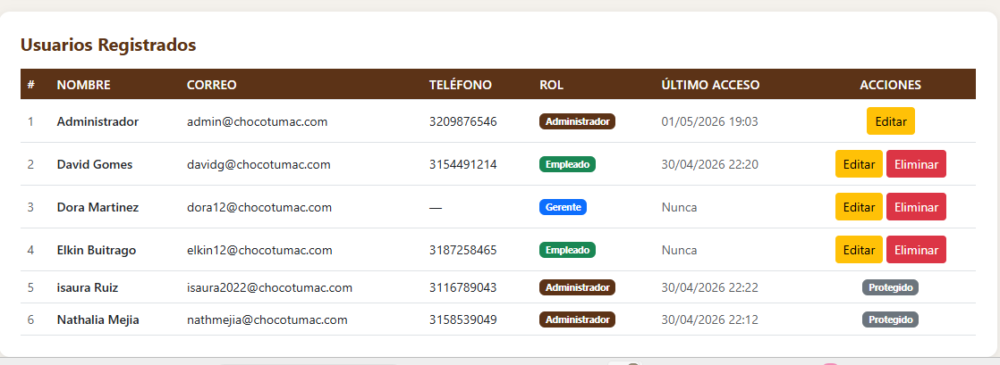 Usuarios Registrados
# NOMBRE CORREO TELÉFONO ROL ÚLTIMO ACCESO ACCIONES
1 Administrador admin@chocotumac.com 3209876546 Administrador 01/05/2026 19:03 Editar
2 David Gomes davidg@chocotumac.com 3154491214 Empleado 30/04/2026 22:20 Editar Eliminar
3 Dora Martinez dora12@chocotumac.com — Gerente Nunca Editar Eliminar
4 Elkin Buitrago elkin12@chocotumac.com 3187258465 Empleado Nunca Editar Eliminar
5 isaura Ruiz isaura2022@chocotumac.com 3116789043 Administrador 30/04/2026 22:22 Protegido
6 Nathalia Mejia nathmejia@chocotumac.com 3158539049 Administrador 30/04/2026 22:12 Protegido